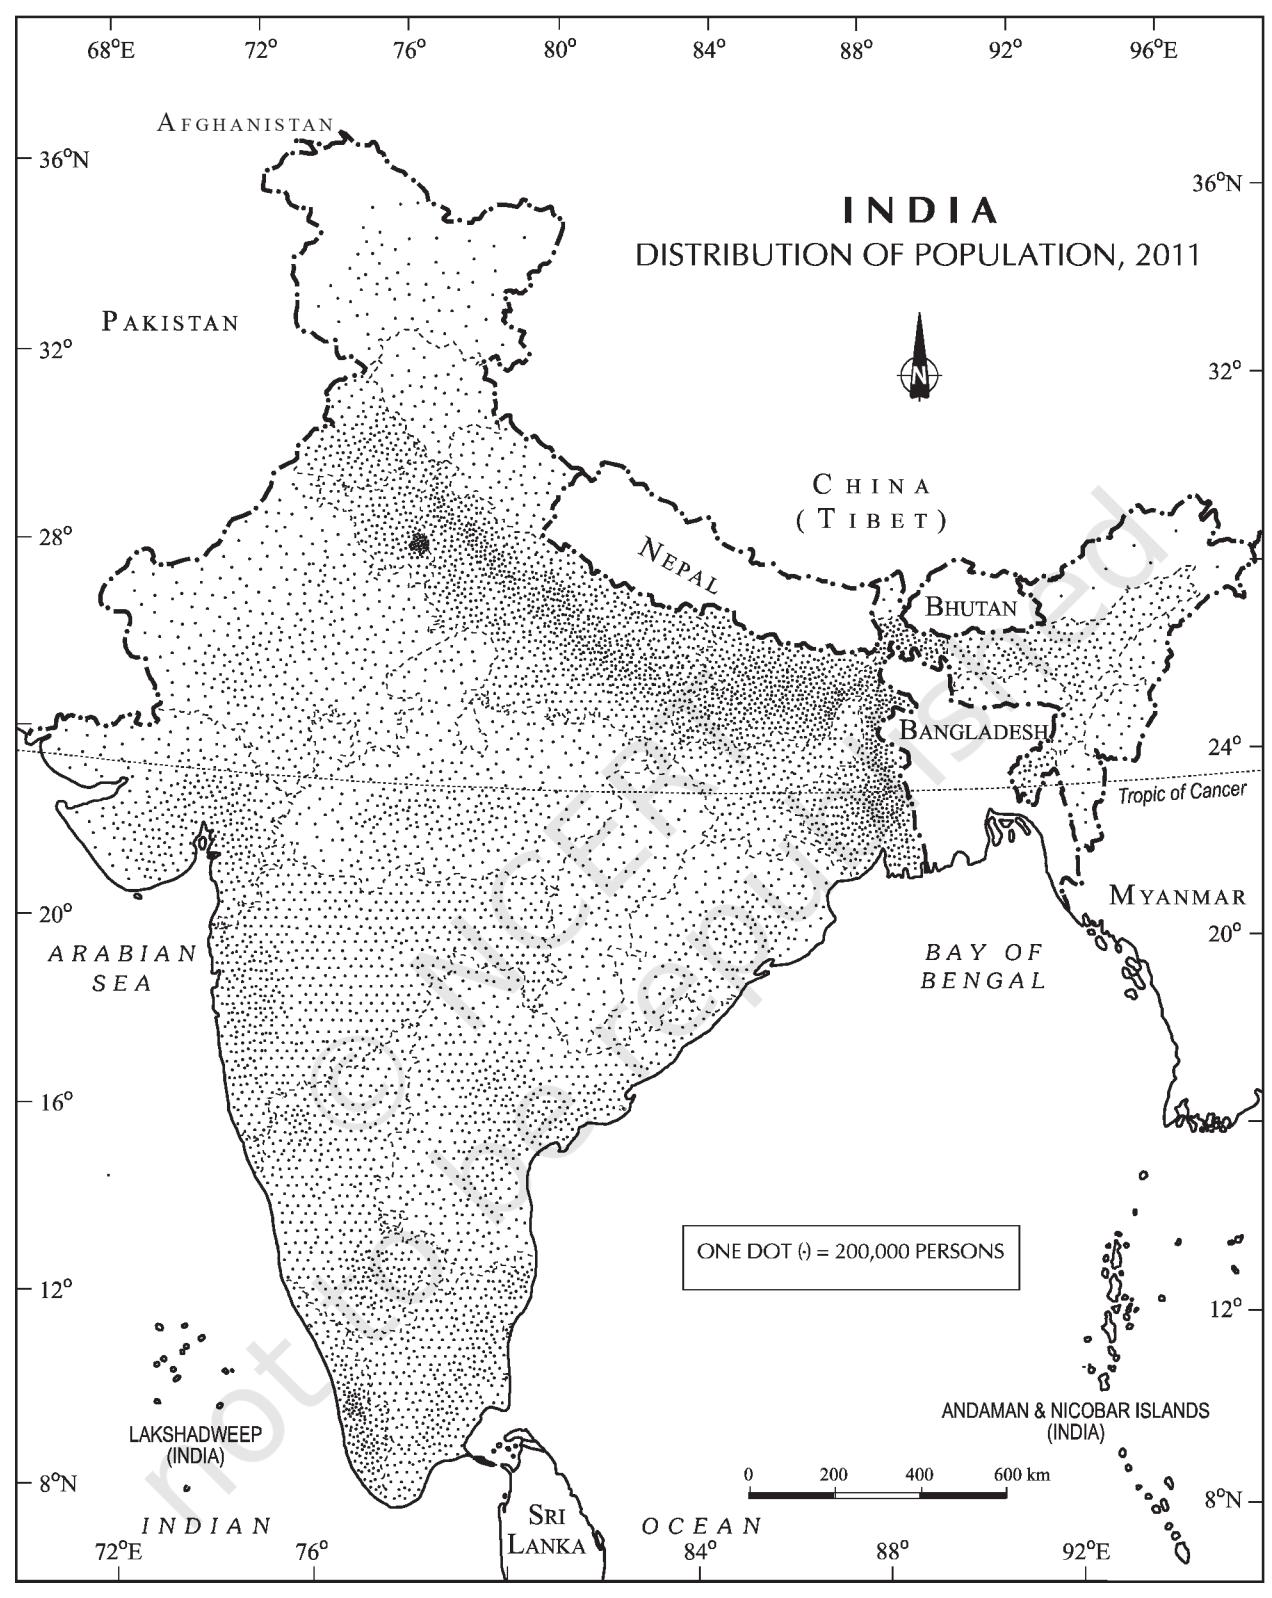 68°E 72° 76° 80° 84° 88° 92° 96°E
AFGHANISTAN
36°N
36°N
INDIA
DISTRIBUTION OF POPULATION, 2011
PAKISTAN
32°
32°
N
CHINA
(TIBET)
28°
NEPAL
BHUTAN
BANGLADESH
24°
Tropic of Cancer
MYANMAR
20°
20°
ARABIAN
SEA
BAY OF
BENGAL
16°
ONE DOT (·) = 200,000 PERSONS
12°
12°
LAKSHADWEEP
(INDIA)
ANDAMAN & NICOBAR ISLANDS
(INDIA)
0 200 400 600 km
8°N
8°N
SRI
LANKA
INDIAN OCEAN
72°E 76° 84° 88° 92°E
© NCERT
not to be republished